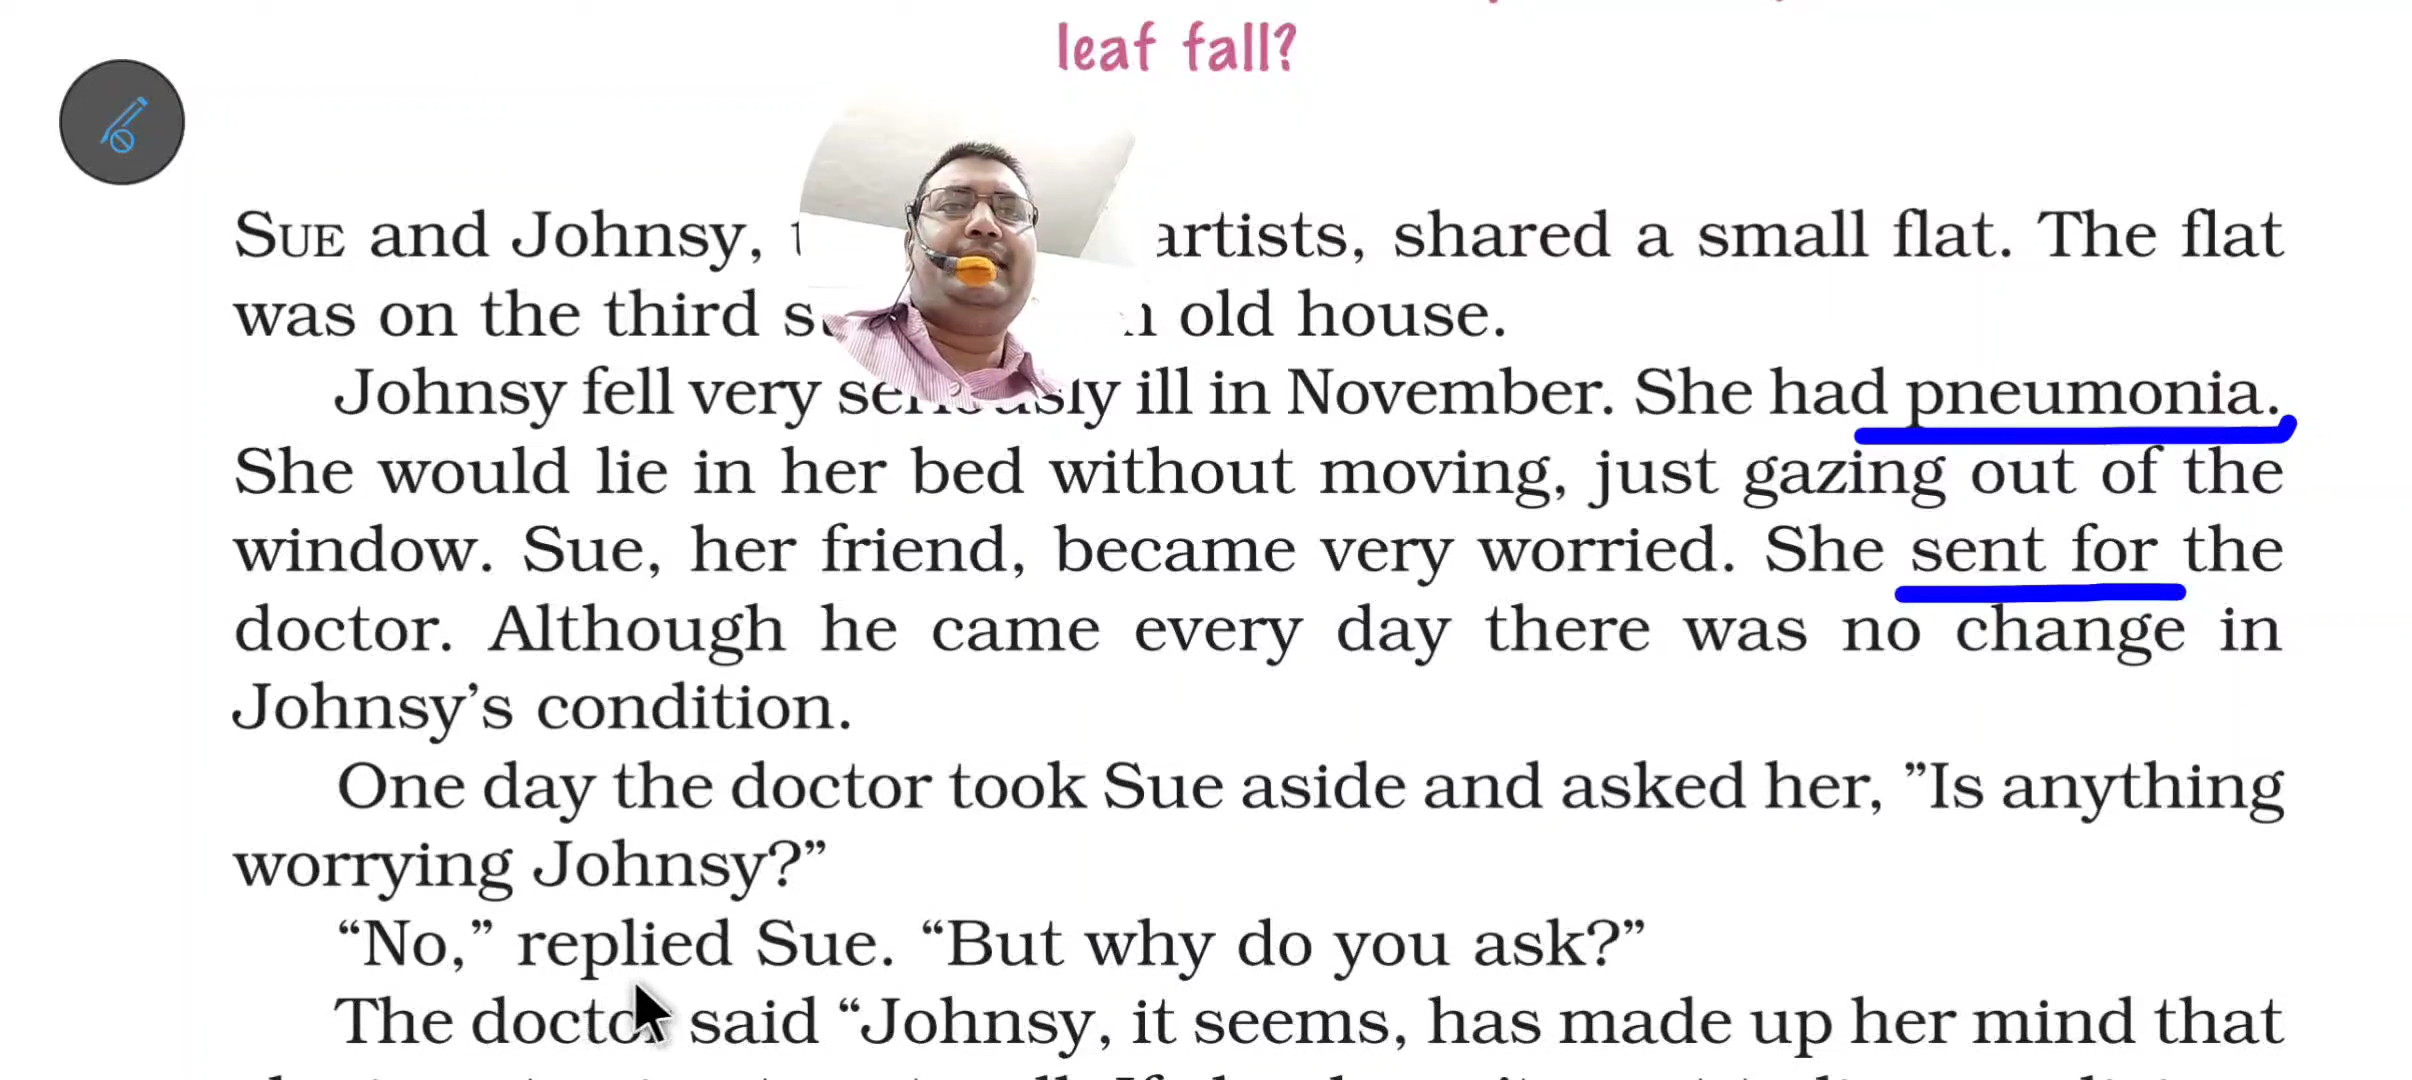 leaf fall?
SUE and Johnsy, artists, shared a small flat. The flat
was on the third old house.
Johnsy fell very seriously ill in November. She had pneumonia.
She would lie in her bed without moving, just gazing out of the
window. Sue, her friend, became very worried. She sent for the
doctor. Although he came every day there was no change in
Johnsy's condition.
One day the doctor took Sue aside and asked her, ”Is anything
worrying Johnsy?”
“No,” replied Sue. “But why do you ask?”
The doctor said “Johnsy, it seems, has made up her mind that